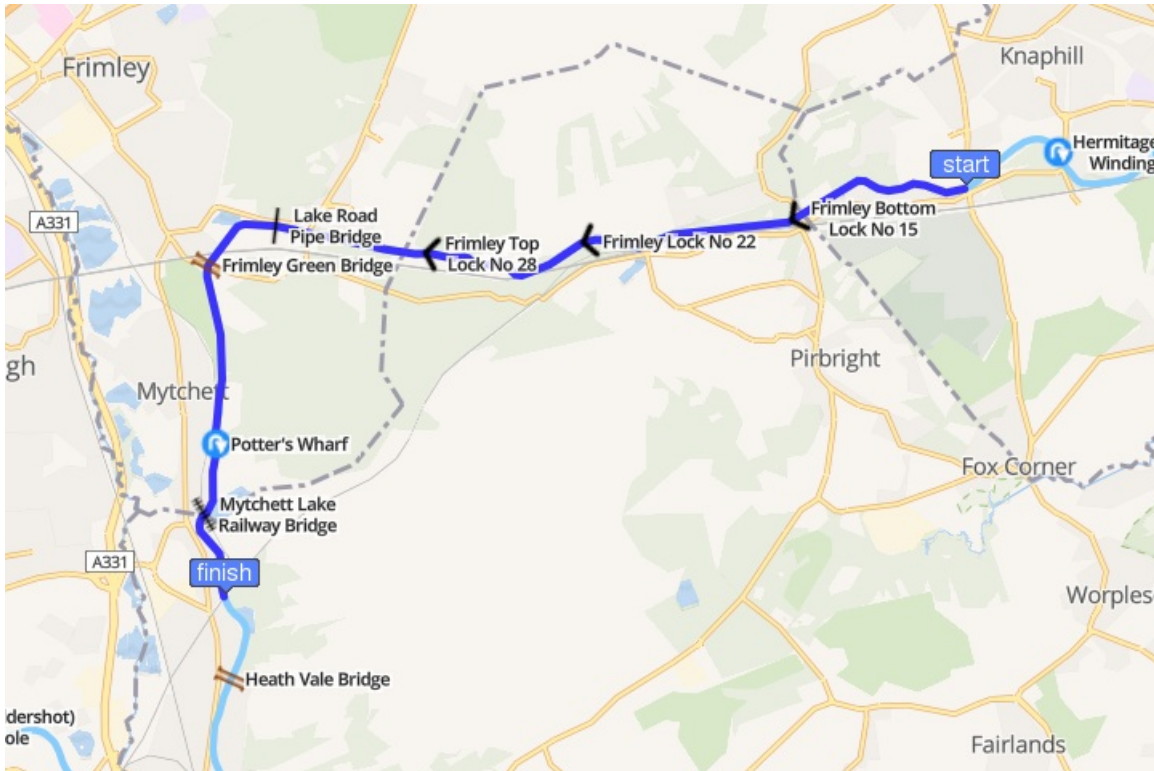 Frimley
Knaphill
Hermitage
Winding
start
A331
Lake Road
Pipe Bridge
Frimley Bottom
Lock No 15
Frimley Top
Lock No 28
Frimley Lock No 22
Frimley Green Bridge
Pirbright
gh
Mytchett
Potter's Wharf
Fox Corner
Mytchett Lake
Railway Bridge
A331
finish
Worples
Heath Vale Bridge
ldershot)
ole
Fairlands